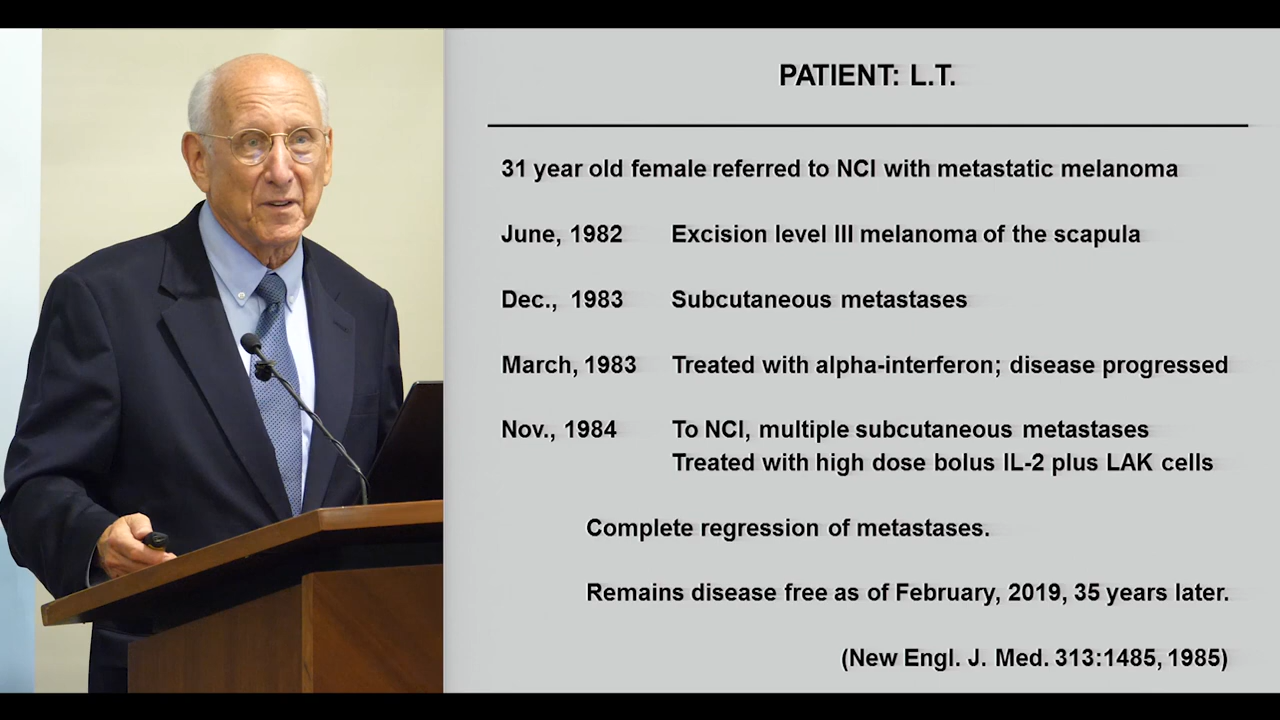 PATIENT: L.T.
31 year old female referred to NCI with metastatic melanoma
June, 1982 Excision level III melanoma of the scapula
Dec., 1983 Subcutaneous metastases
March, 1983 Treated with alpha-interferon; disease progressed
Nov., 1984 To NCI, multiple subcutaneous metastases
Treated with high dose bolus IL-2 plus LAK cells
Complete regression of metastases.
Remains disease free as of February, 2019, 35 years later.
(New Engl. J. Med. 313:1485, 1985)